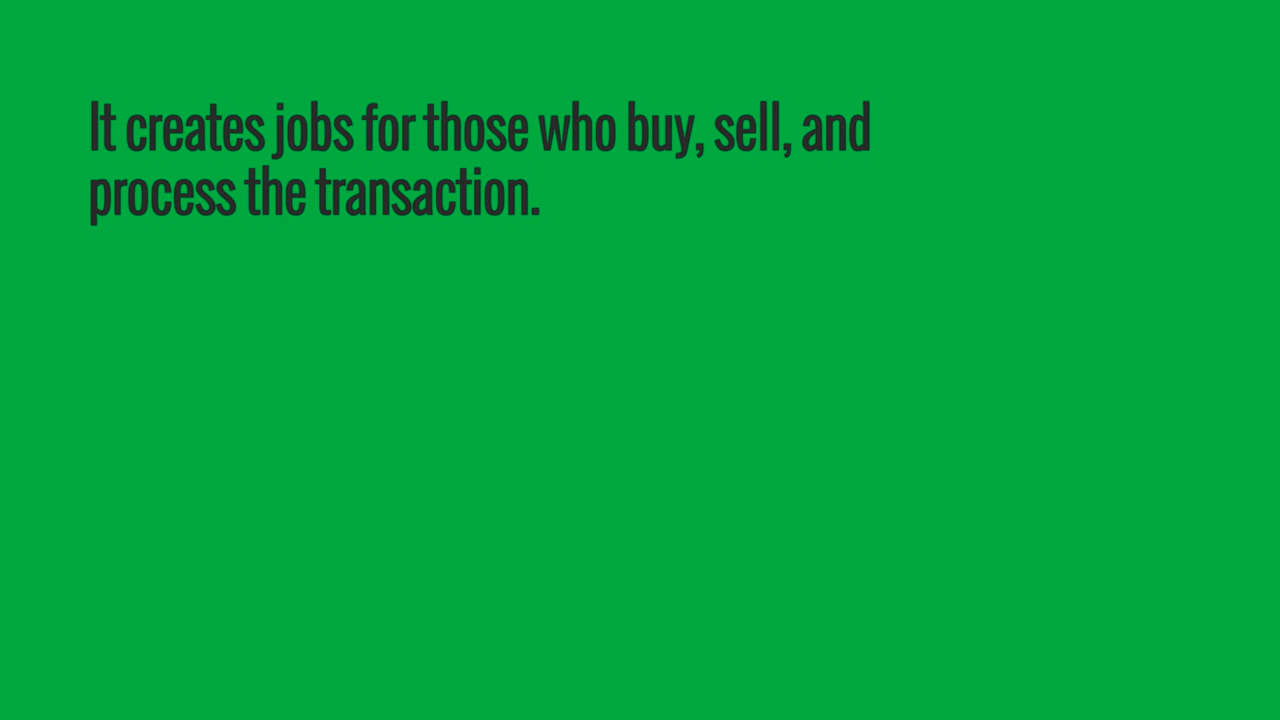 It creates jobs for those who buy, sell, and
process the transaction.